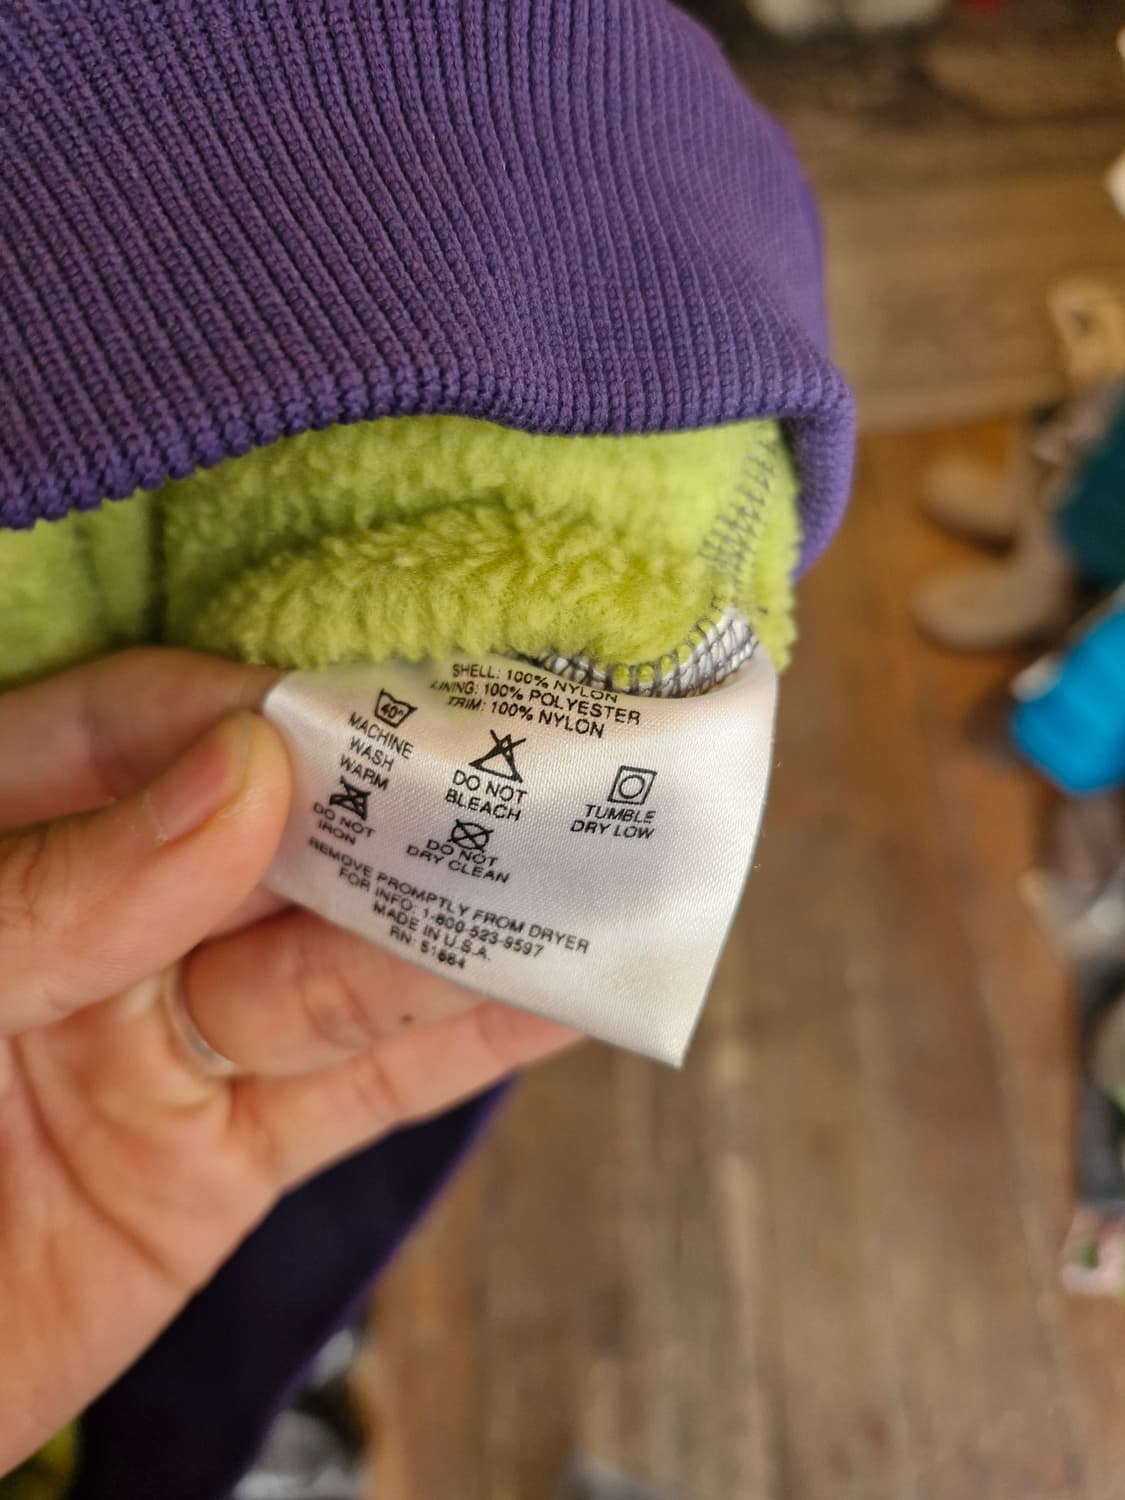 SHELL: 100% NYLON
LINING: 100% POLYESTER
TRIM: 100% NYLON
40°
MACHINE
WASH
WARM
DO NOT
BLEACH
TUMBLE
DRY LOW
DO NOT
IRON
DO NOT
DRY CLEAN
REMOVE PROMPTLY FROM DRYER
FOR INFO: 1-800-523-9597
MADE IN U.S.A.
RN: 51884